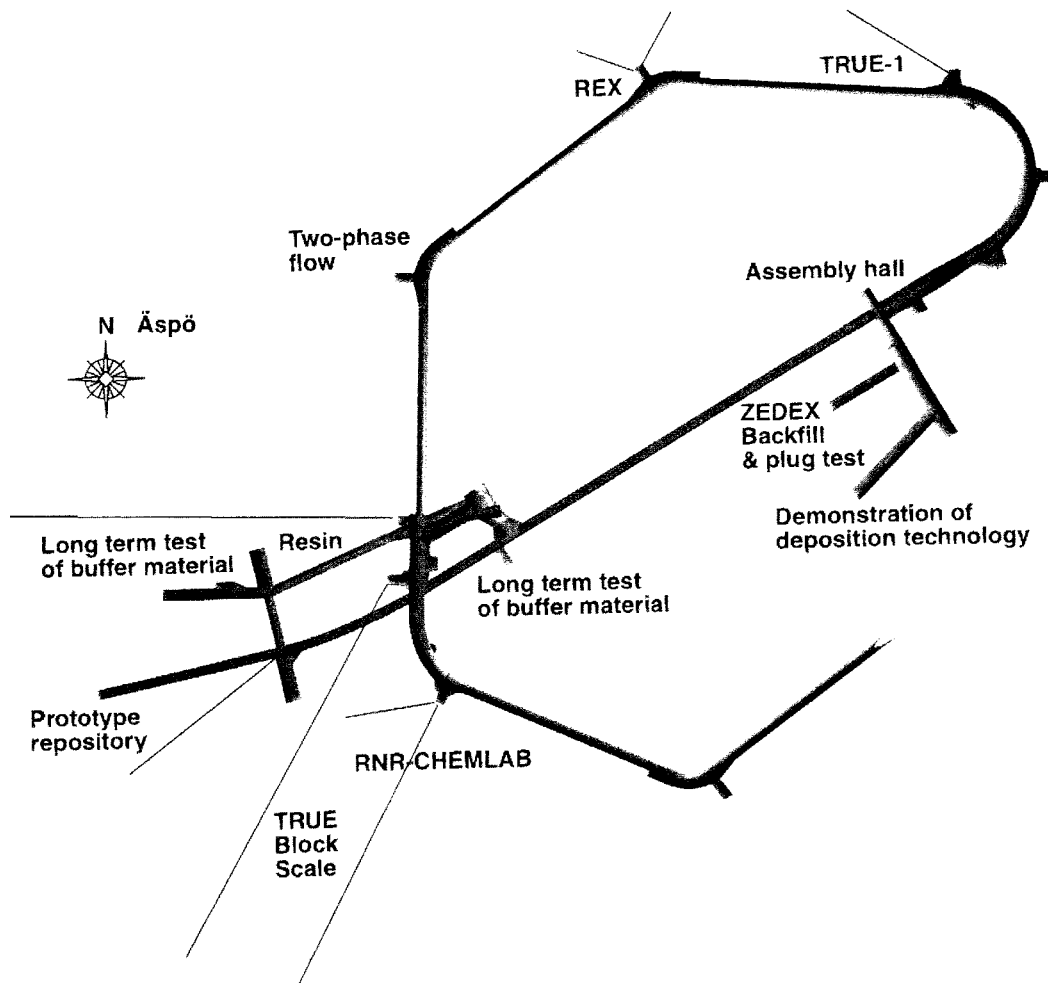 TRUE-1
REX
Two-phase
flow
Assembly hall
N Äspö
ZEDEX
Backfill
& plug test
Demonstration of
deposition technology
Long term test
of buffer material
Resin
Long term test
of buffer material
Prototype
repository
RNR-CHEMLAB
TRUE
Block
Scale